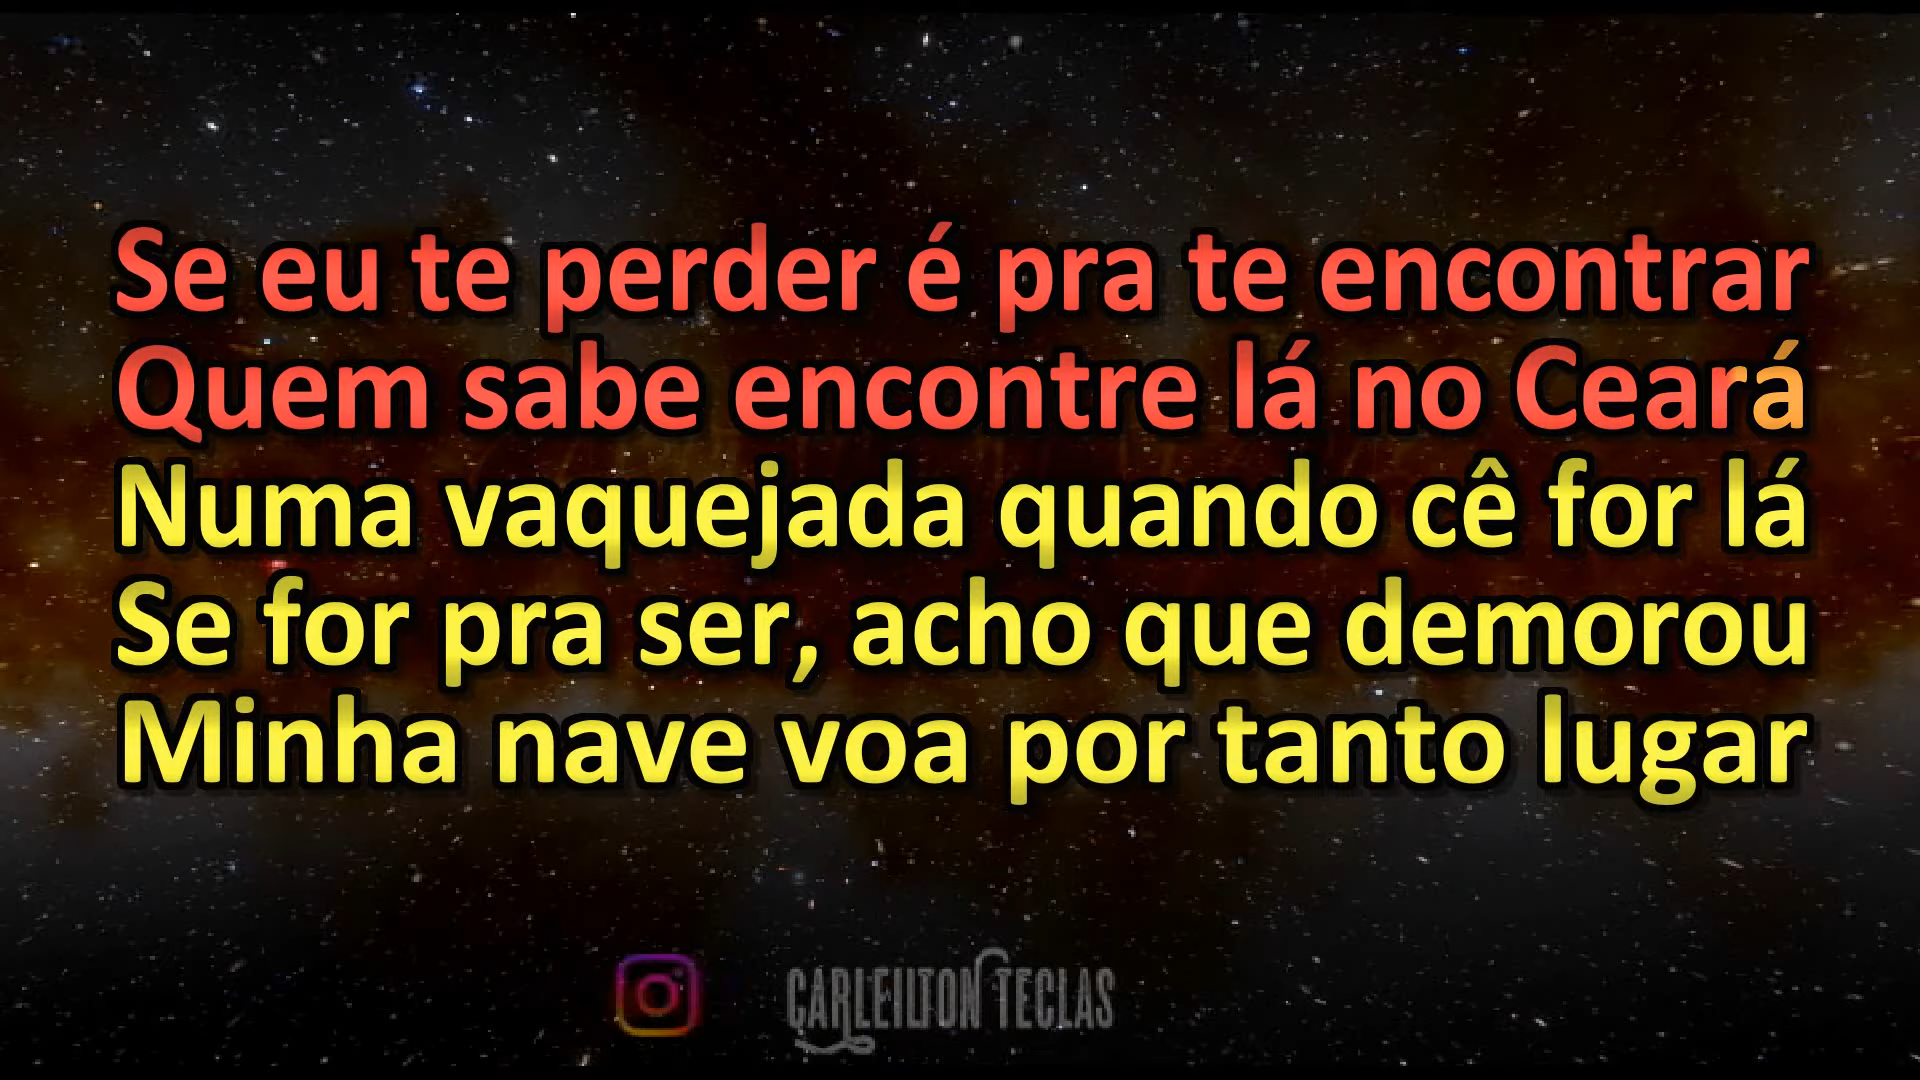 Se eu te perder é pra te encontrar
Quem sabe encontre lá no Ceará
Numa vaquejada quando cê for lá
Se for pra ser, acho que demorou
Minha nave voa por tanto lugar
CARLEILTON TECLAS